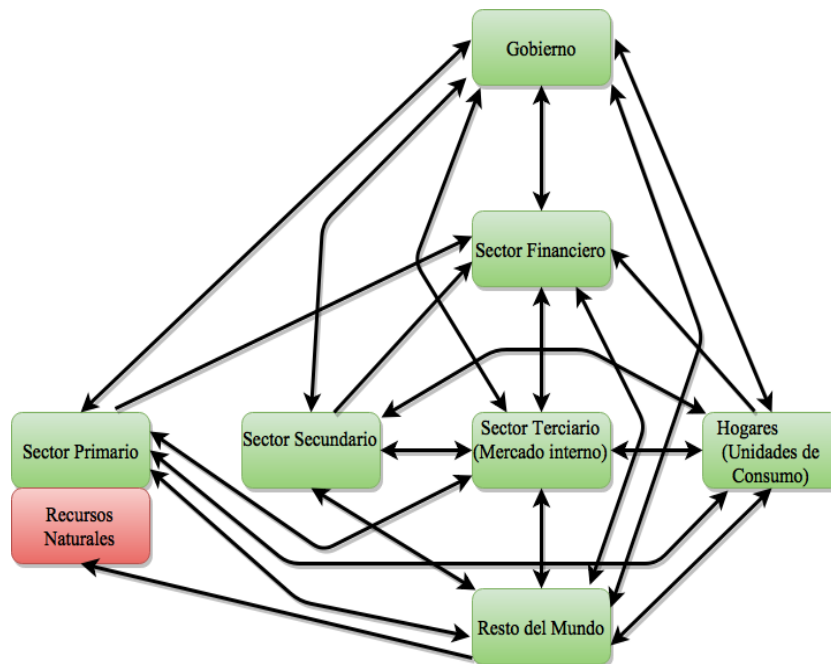 Gobierno
Sector Financiero
Sector Primario
Sector Secundario
Sector Terciario
(Mercado interno)
Hogares
(Unidades de
Consumo)
Recursos
Naturales
Resto del Mundo